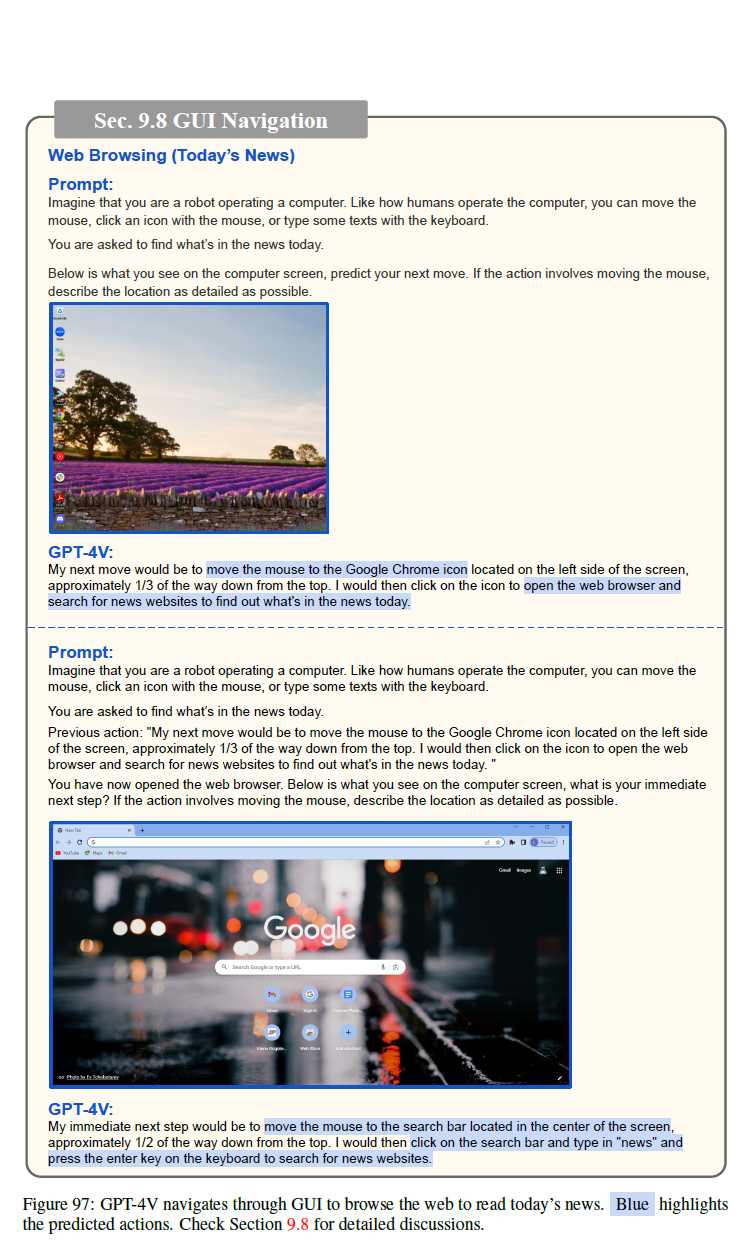 Sec. 9.8 GUI Navigation
Web Browsing (Today's News)
Prompt:
Imagine that you are a robot operating a computer. Like how humans operate the computer, you can move the
mouse, click an icon with the mouse, or type some texts with the keyboard.
You are asked to find what's in the news today.
Below is what you see on the computer screen, predict your next move. If the action involves moving the mouse,
describe the location as detailed as possible.
GPT-4V:
My next move would be to move the mouse to the Google Chrome icon located on the left side of the screen,
approximately 1/3 of the way down from the top. I would then click on the icon to open the web browser and
search for news websites to find out what's in the news today.
Prompt:
Imagine that you are a robot operating a computer. Like how humans operate the computer, you can move the
mouse, click an icon with the mouse, or type some texts with the keyboard.
You are asked to find what's in the news today.
Previous action: "My next move would be to move the mouse to the Google Chrome icon located on the left side
of the screen, approximately 1/3 of the way down from the top. I would then click on the icon to open the web
browser and search for news websites to find out what's in the news today. "
You have now opened the web browser. Below is what you see on the computer screen, what is your immediate
next step? If the action involves moving the mouse, describe the location as detailed as possible.
New Tab
Paused
YouTube Maps Gmail
Gmail Images
Google
Search Google or type a URL
Sign in
Web Store Add shortcut
Photo by Ev Tchebotarev
GPT-4V:
My immediate next step would be to move the mouse to the search bar located in the center of the screen,
approximately 1/2 of the way down from the top. I would then click on the search bar and type in "news" and
press the enter key on the keyboard to search for news websites.
Figure 97: GPT-4V navigates through GUI to browse the web to read today's news. Blue highlights
the predicted actions. Check Section 9.8 for detailed discussions.